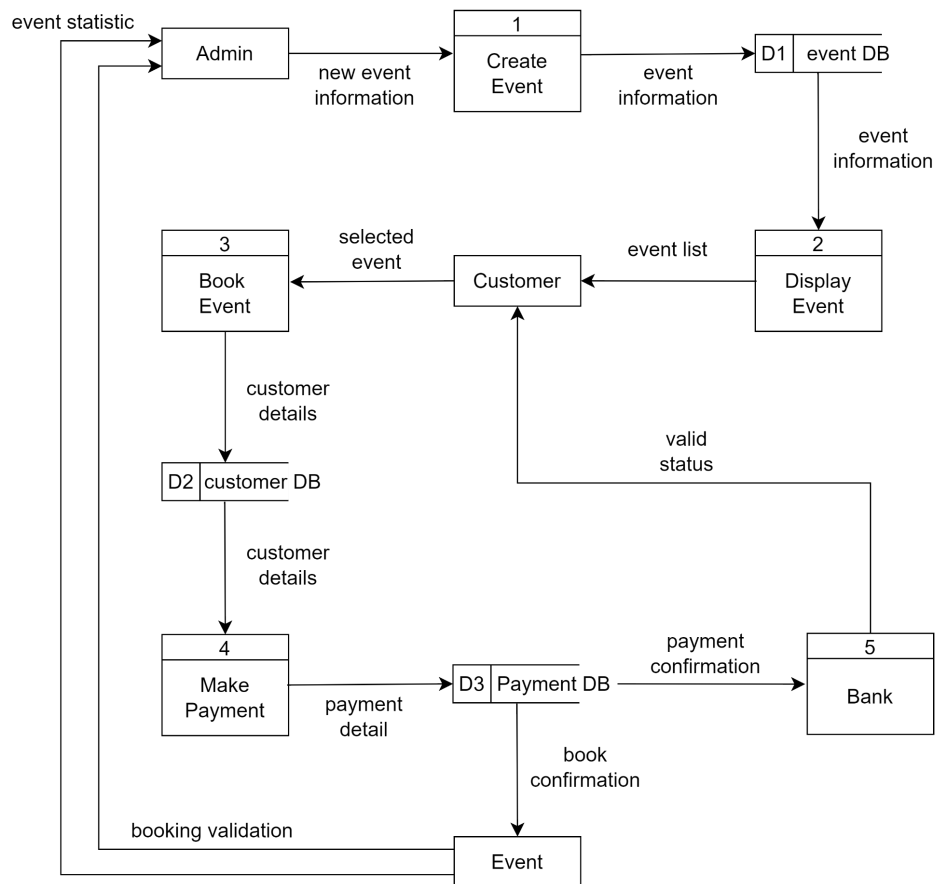 event statistic
Admin
new event
information
1
Create
Event
event
information
D1 event DB
event
information
3
Book
Event
selected
event
Customer
event list
2
Display
Event
customer
details
valid
status
D2 customer DB
customer
details
4
Make
Payment
payment
detail
D3 Payment DB
payment
confirmation
5
Bank
book
confirmation
booking validation
Event